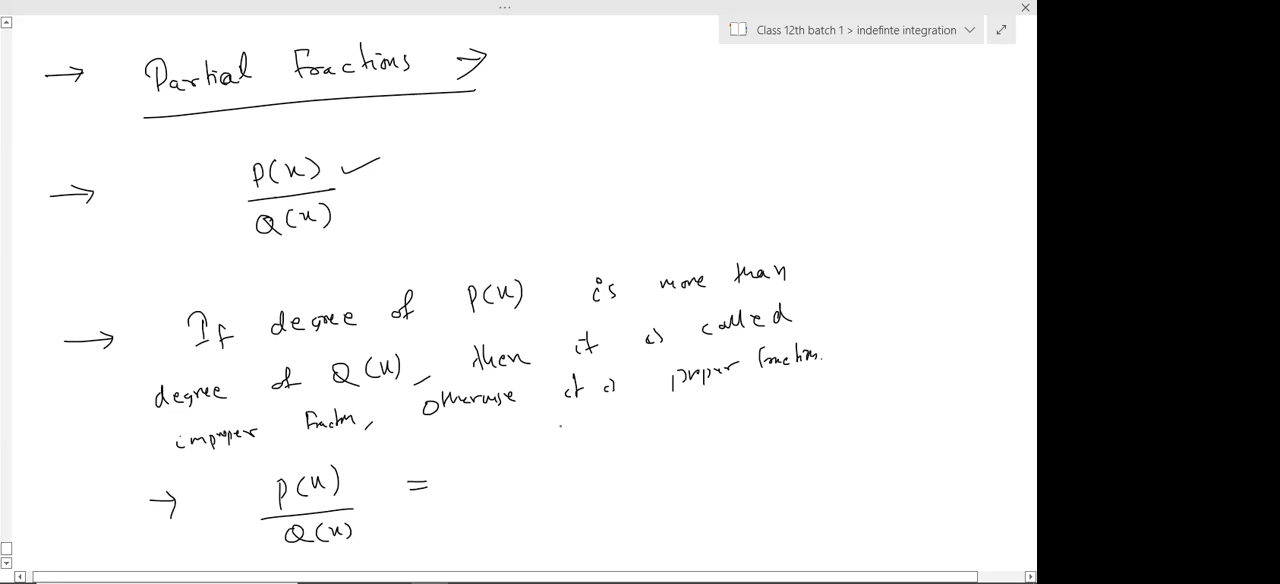 Class 12th batch 1 > indefinte integration
→ Partial Fractions →
→ P(x) ✓
Q(x)
→ If degree of P(x) is more than
degree of Q(x), then it is called
improper Fractn, otherwise it is proper fraction.
→ P(x) =
Q(x)